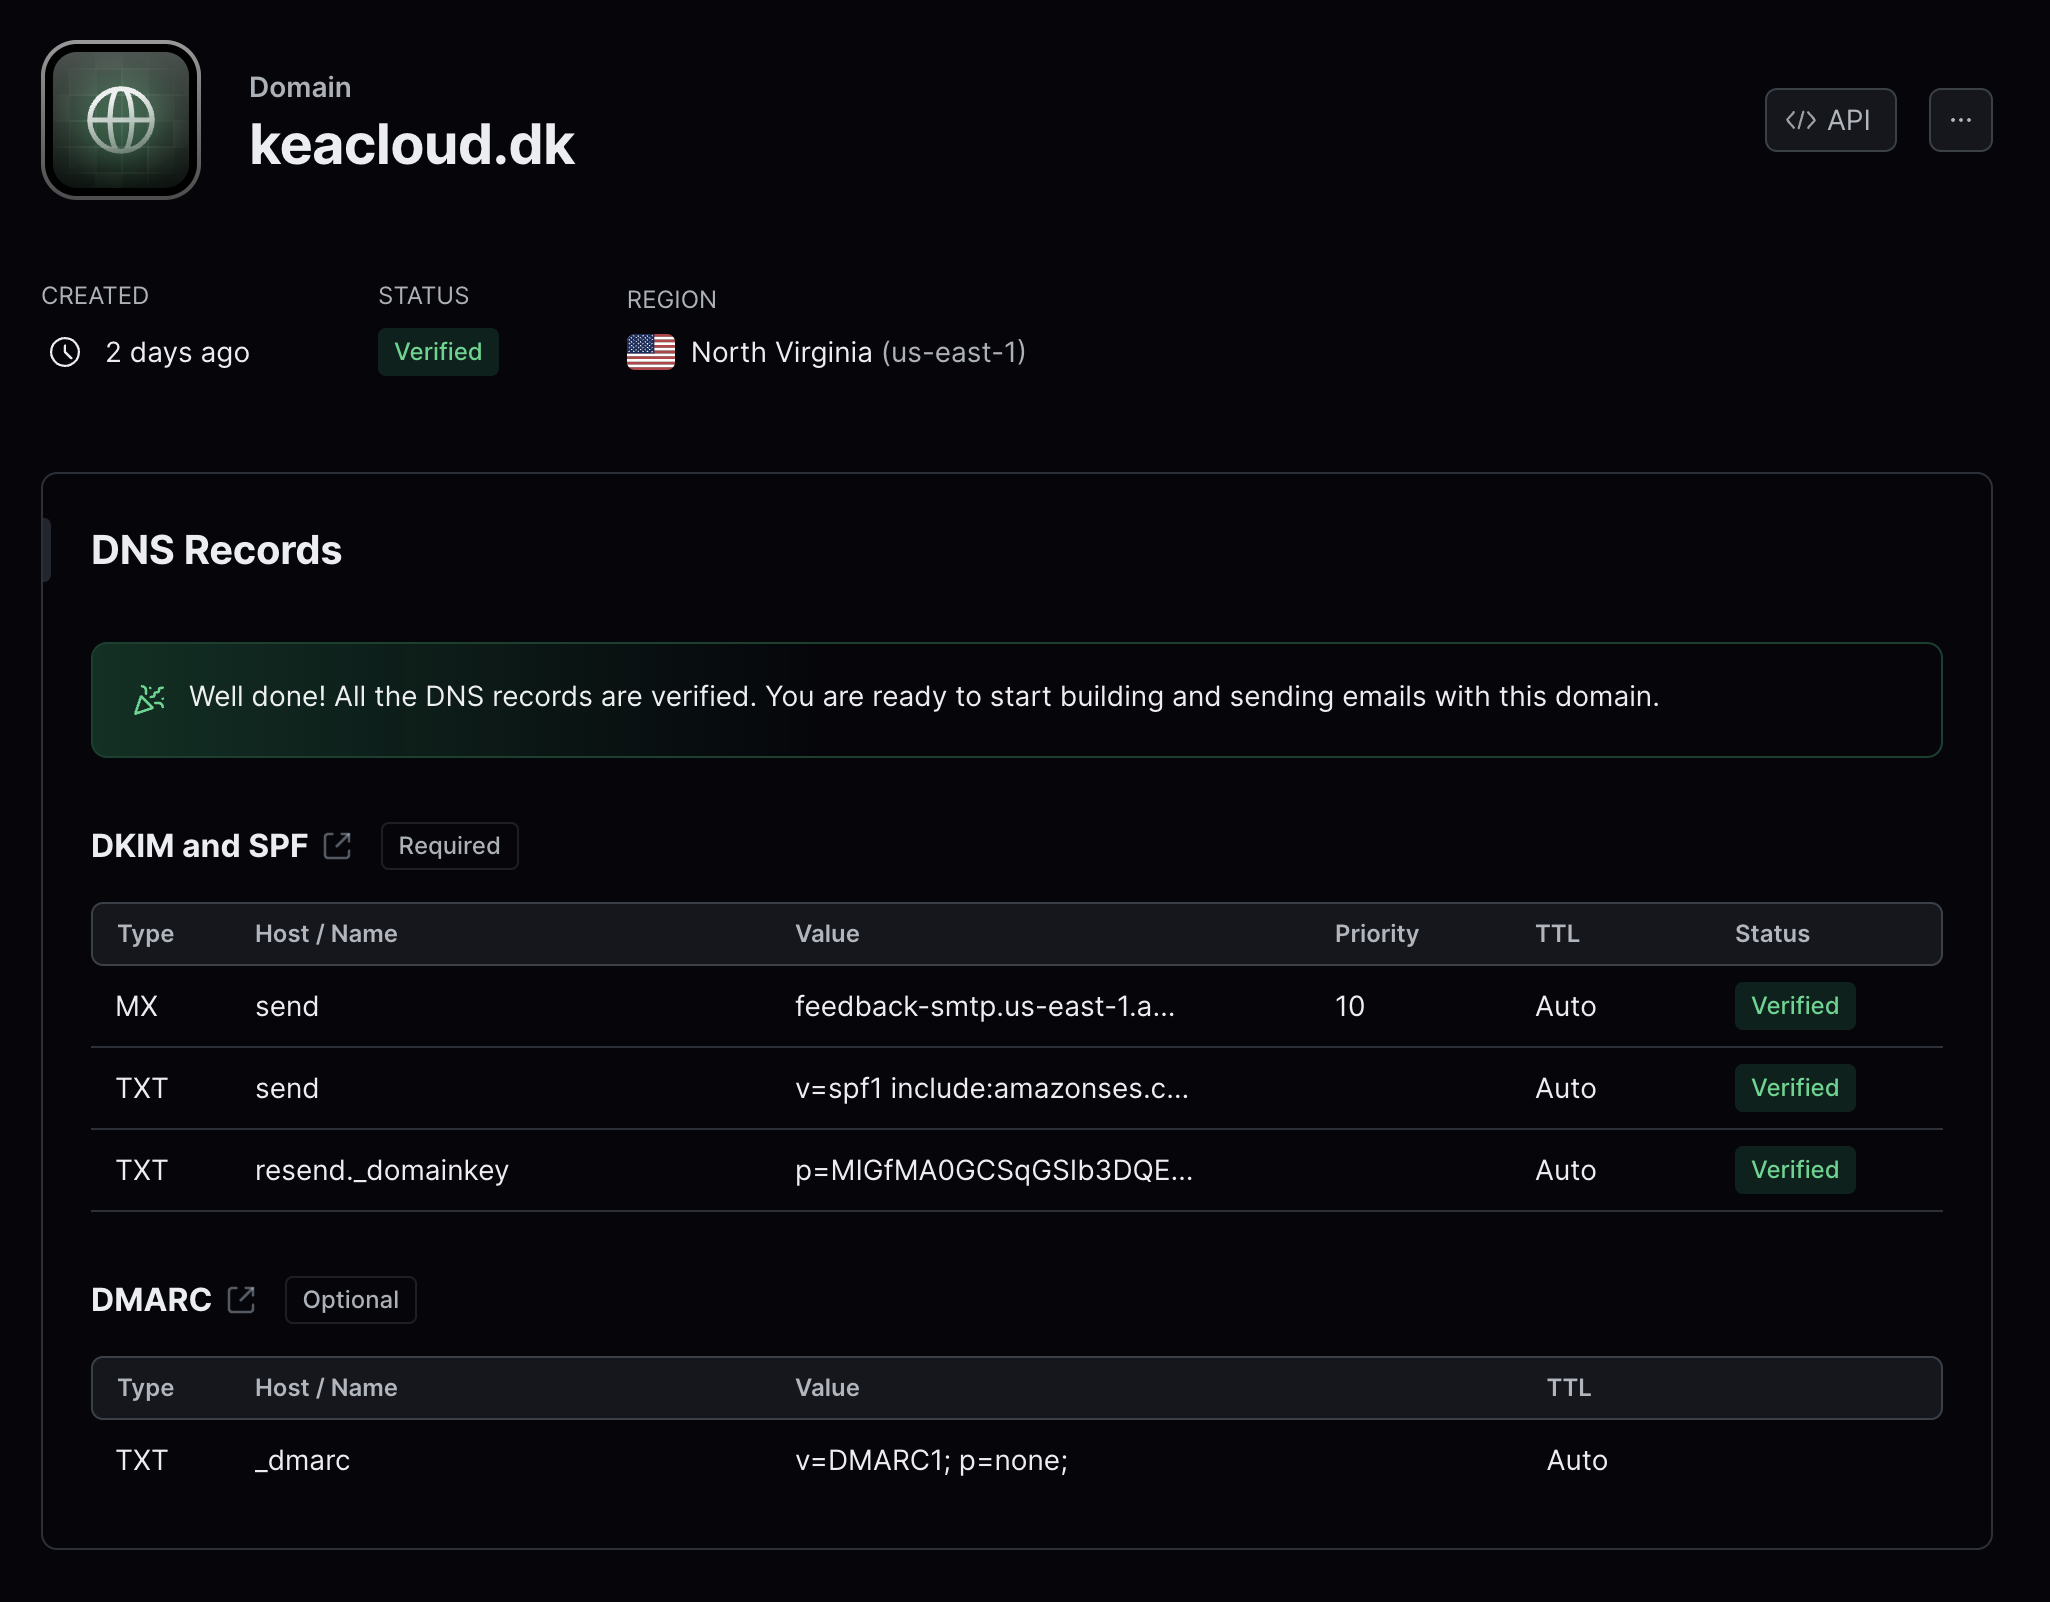 Domain
keacloud.dk
</> API
...
CREATED
STATUS
REGION
2 days ago
Verified
North Virginia (us-east-1)
DNS Records
Well done! All the DNS records are verified. You are ready to start building and sending emails with this domain.
DKIM and SPF Required
Type Host / Name Value Priority TTL Status
MX send feedback-smtp.us-east-1.a... 10 Auto Verified
TXT send v=spf1 include:amazonses.c... Auto Verified
TXT resend._domainkey p=MIGfMA0GCSqGSIb3DQE... Auto Verified
DMARC Optional
Type Host / Name Value TTL
TXT _dmarc v=DMARC1; p=none; Auto